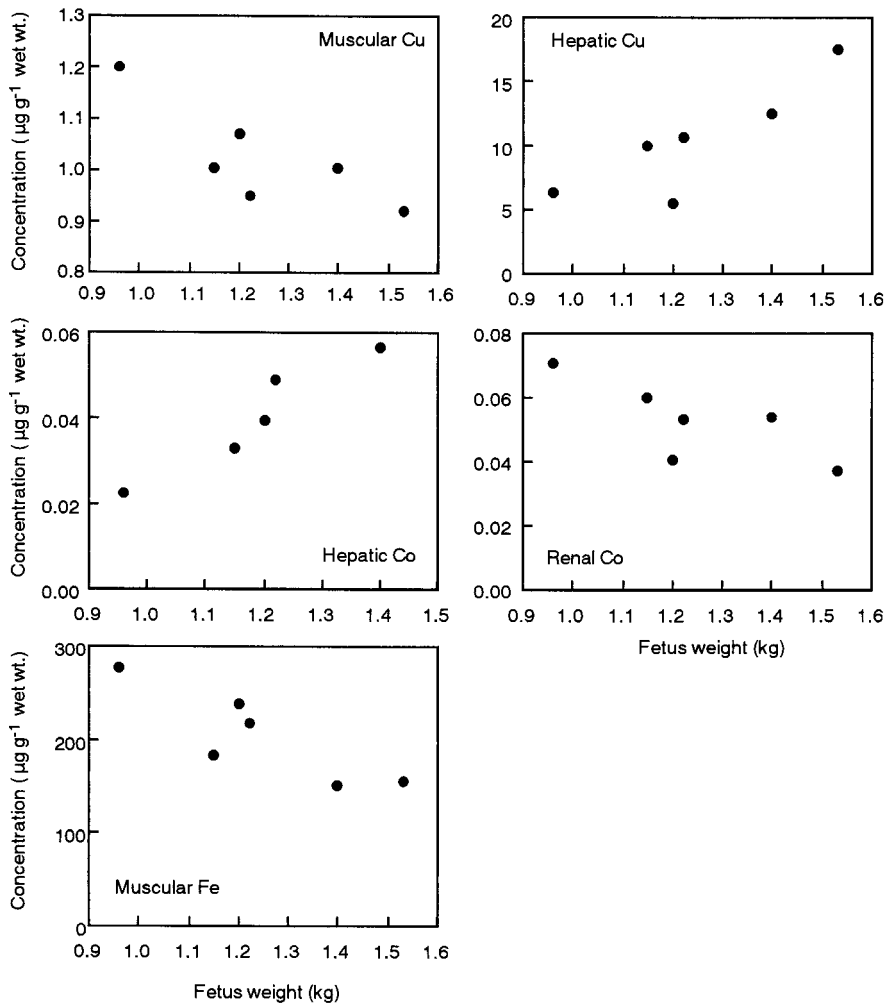 Concentration ( µg g⁻¹ wet wt.)
1.3
1.2
1.1
1.0
0.9
0.8
Muscular Cu
0.9 1.0 1.1 1.2 1.3 1.4 1.5 1.6
20
15
10
5
0
Hepatic Cu
0.9 1.0 1.1 1.2 1.3 1.4 1.5 1.6
Concentration ( µg g⁻¹ wet wt.)
0.06
0.04
0.02
0.00
Hepatic Co
0.9 1.0 1.1 1.2 1.3 1.4 1.5
0.08
0.06
0.04
0.02
0.00
Renal Co
0.9 1.0 1.1 1.2 1.3 1.4 1.5 1.6
Fetus weight (kg)
Concentration ( µg g⁻¹ wet wt.)
300
200
100
0
Muscular Fe
0.9 1.0 1.1 1.2 1.3 1.4 1.5 1.6
Fetus weight (kg)